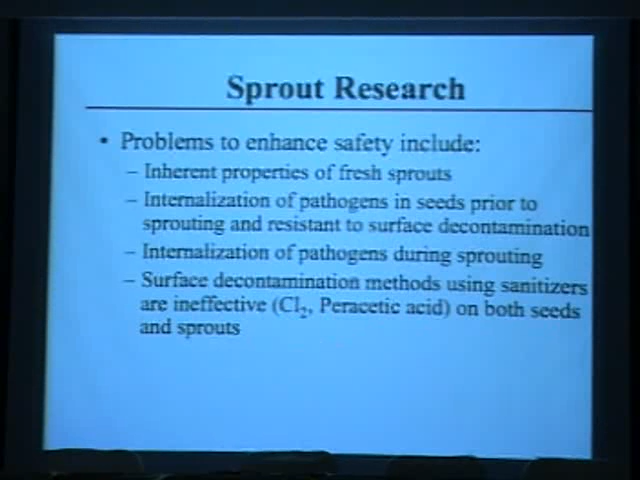 Sprout Research
• Problems to enhance safety include:
– Inherent properties of fresh sprouts
– Internalization of pathogens in seeds prior to
sprouting and resistant to surface decontamination
– Internalization of pathogens during sprouting
– Surface decontamination methods using sanitizers
are ineffective (Cl₂, Peracetic acid) on both seeds
and sprouts